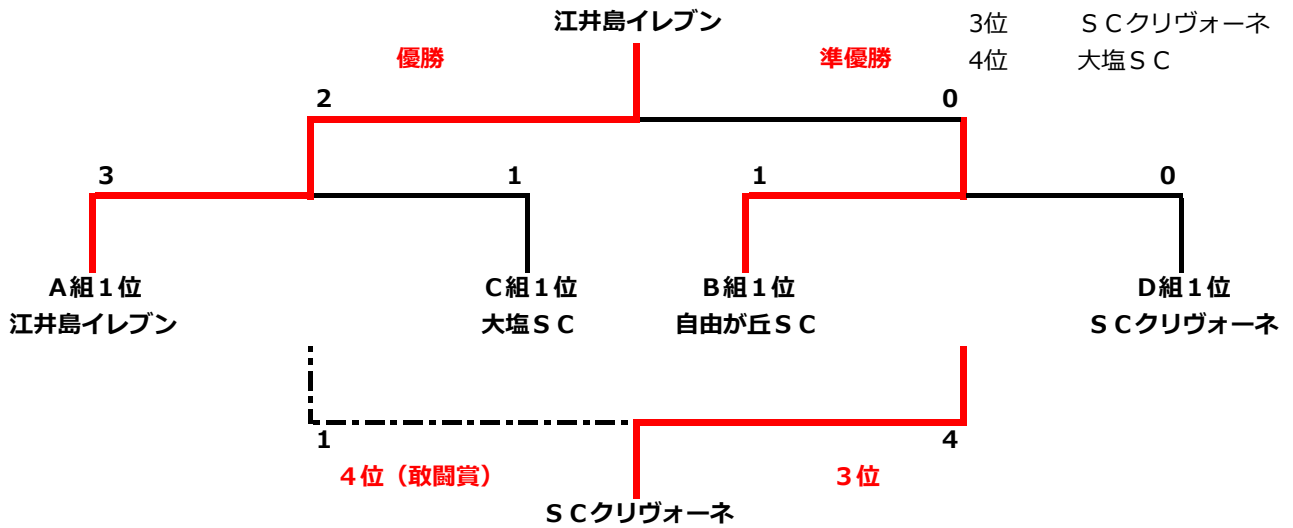 江井島イレブン
3位 ＳＣクリヴォーネ
優勝 準優勝
4位 大塩ＳＣ
2 0
3 1 1 0
Ａ組１位 Ｃ組１位 Ｂ組１位 Ｄ組１位
江井島イレブン 大塩ＳＣ 自由が丘ＳＣ ＳＣクリヴォーネ
1 4
４位（敢闘賞） ３位
ＳＣクリヴォーネ